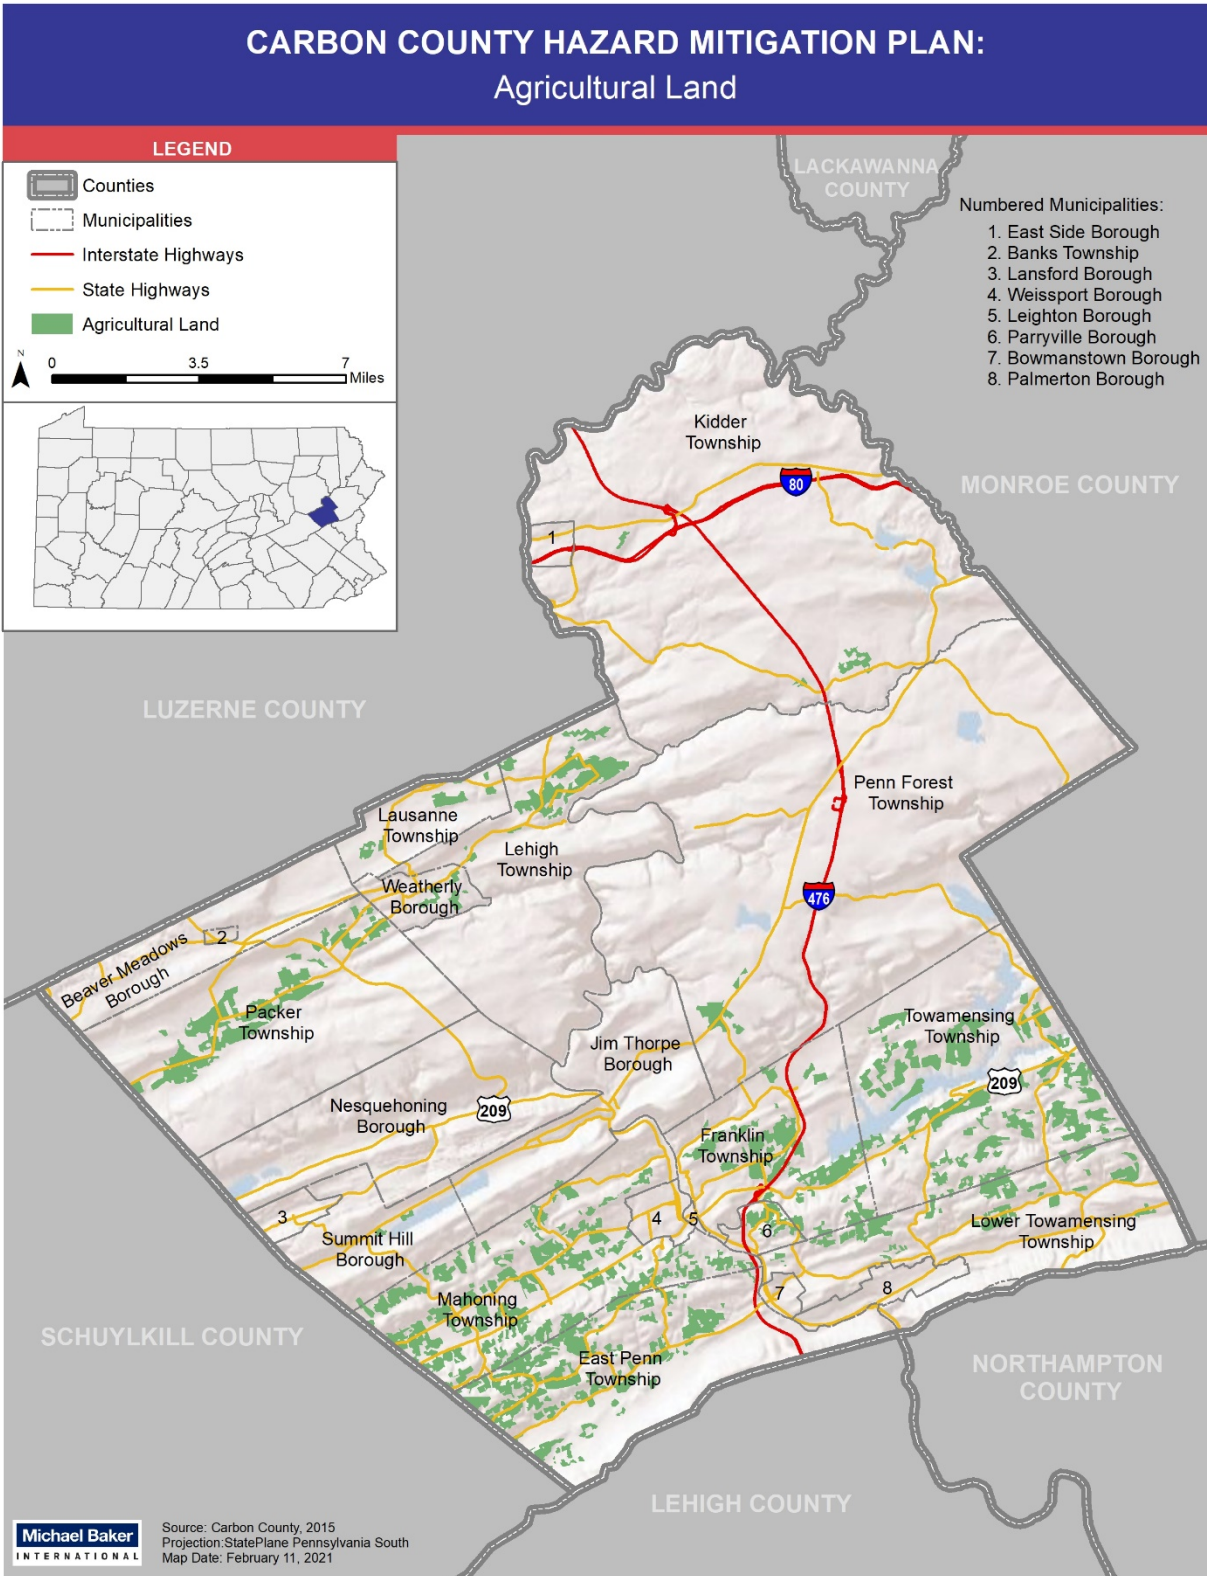 CARBON COUNTY HAZARD MITIGATION PLAN:
Agricultural Land
LEGEND
Counties
Municipalities
Interstate Highways
State Highways
Agricultural Land
N
0 3.5 7
Miles
LACKAWANNA
COUNTY
Numbered Municipalities:
1. East Side Borough
2. Banks Township
3. Lansford Borough
4. Weissport Borough
5. Leighton Borough
6. Parryville Borough
7. Bowmanstown Borough
8. Palmerton Borough
Kidder
Township
80
MONROE COUNTY
1
LUZERNE COUNTY
Penn Forest
Township
Lausanne
Township
Lehigh
Township
Weatherly
Borough
476
2
Beaver Meadows
Borough
Packer
Township
Towamensing
Township
Jim Thorpe
Borough
209
Nesquehoning
Borough
209
Franklin
Township
3
4
5
6
Lower Towamensing
Township
Summit Hill
Borough
7
8
Mahoning
Township
SCHUYLKILL COUNTY
East Penn
Township
NORTHAMPTON
COUNTY
LEHIGH COUNTY
Michael Baker
INTERNATIONAL
Source: Carbon County, 2015
Projection:StatePlane Pennsylvania South
Map Date: February 11, 2021